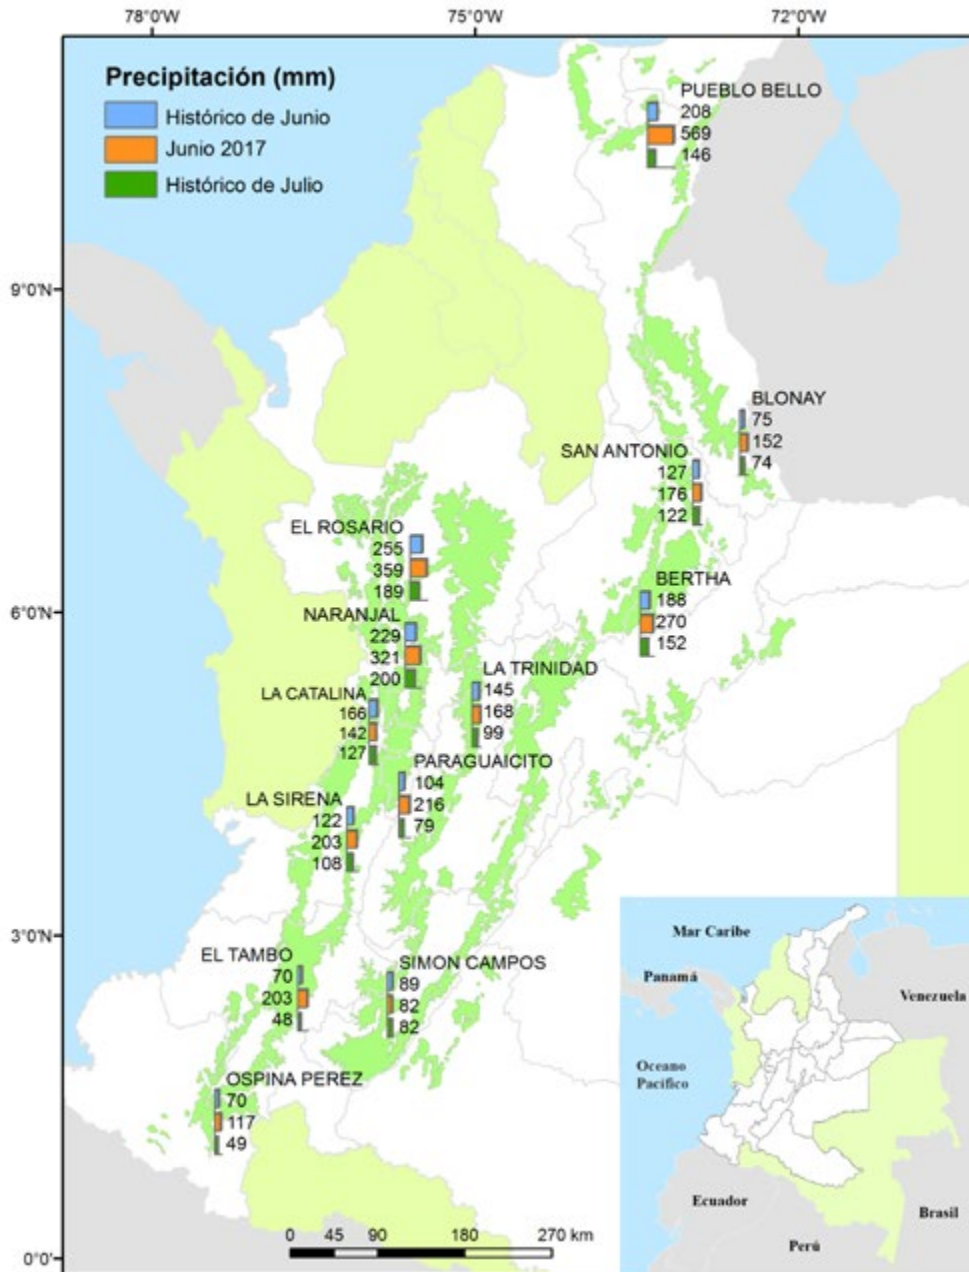 78°0'W
75°0'W
72°0'W
Precipitación (mm)
Histórico de Junio
Junio 2017
Histórico de Julio
PUEBLO BELLO
208
569
146
9°0'N
BLONAY
75
152
74
SAN ANTONIO
127
176
122
EL ROSARIO
255
359
189
BERTHA
188
270
152
6°0'N
NARANJAL
229
321
200
LA TRINIDAD
145
168
99
LA CATALINA
166
142
127
PARAGUAICITO
104
216
79
LA SIRENA
122
203
108
3°0'N
EL TAMBO
70
203
48
SIMON CAMPOS
89
82
82
OSPINA PEREZ
70
117
49
0 45 90 180 270 km
0°0'
Mar Caribe
Panamá
Venezuela
Oceano
Pacífico
Ecuador
Brasil
Perú